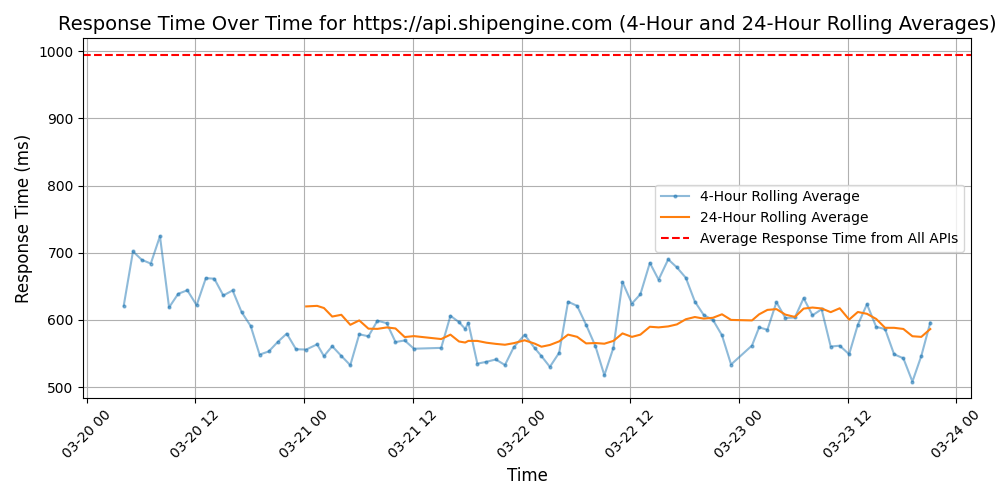 Response Time Over Time for https://api.shipengine.com (4-Hour and 24-Hour Rolling Averages)
Response Time (ms)
1000
900
800
700
600
500
4-Hour Rolling Average
24-Hour Rolling Average
Average Response Time from All APIs
03-20 00
03-20 12
03-21 00
03-21 12
03-22 00
03-22 12
03-23 00
03-23 12
03-24 00
Time